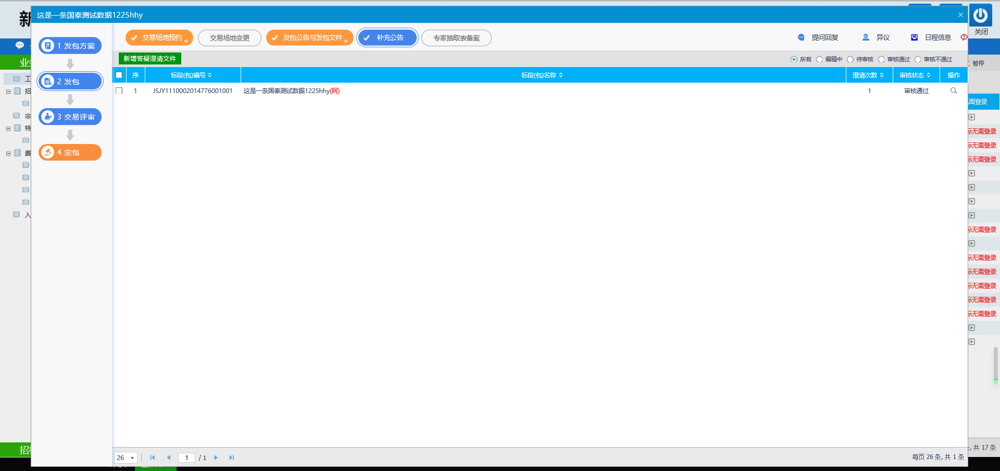 新
这是一条国泰测试数据1225hhy
关闭
1 发包方案
2 发包
3 交易评审
4 定包
交易场地预约
*
交易场地变更
发包公告与发包文件
*
补充公告
专家抽取表备案
提问回复
异议
日程信息
新增答疑澄清文件
所有
编辑中
待审核
审核通过
审核不通过
暂停
序
标段(包)编号
标段(包)名称
澄清次数
审核状态
操作
1
JSJY1110002014776001001
这是一条国泰测试数据1225hhy(网)
1
审核通过
业
工
招
非
特
费
入
招
面登录
标无需登录
标无需登录
标无需登录
标无需登录
标无需登录
标无需登录
标无需登录
标无需登录
标无需登录
条, 共 17 条
26
1
/ 1
每页 26 条, 共 1 条